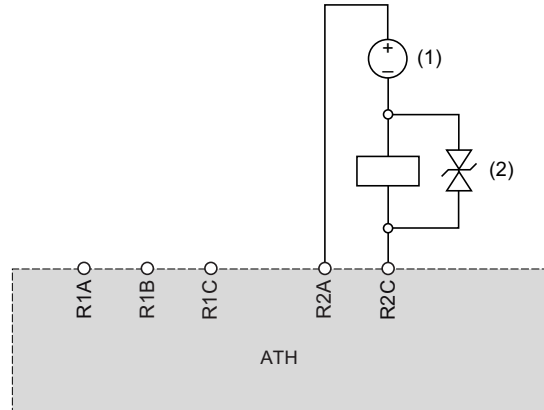 +
(1)
–
(2)
R1A
R1B
R1C
R2A
R2C
ATH